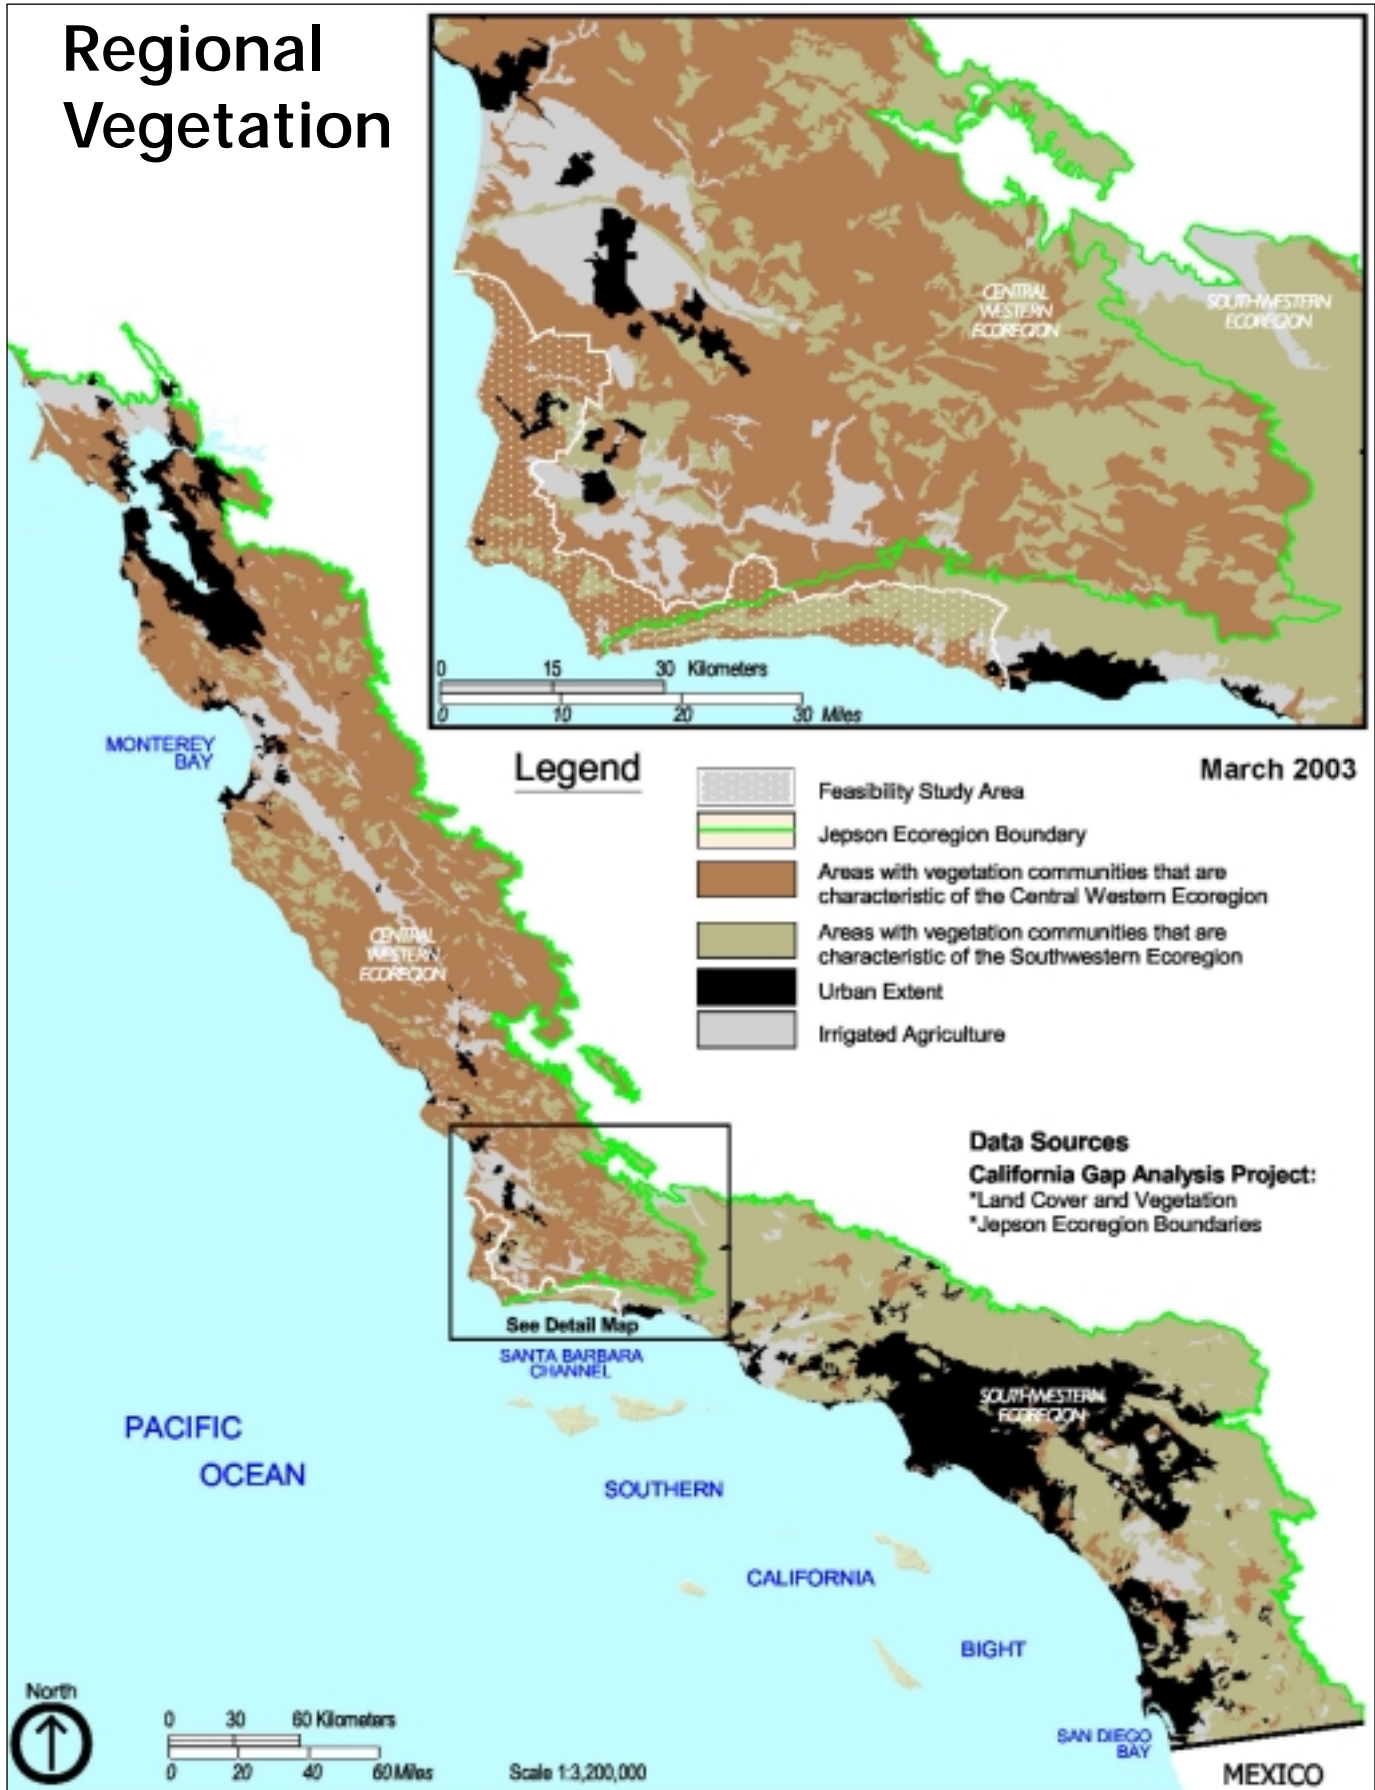 Regional
Vegetation
CENTRAL
WESTERN
ECOREGION
SOUTHWESTERN
ECOREGION
0 15 30 Kilometers
0 10 20 30 Miles
MONTEREY
BAY
Legend
March 2003
Feasibility Study Area
Jepson Ecoregion Boundary
Areas with vegetation communities that are
characteristic of the Central Western Ecoregion
Areas with vegetation communities that are
characteristic of the Southwestern Ecoregion
Urban Extent
Irrigated Agriculture
CENTRAL
WESTERN
ECOREGION
Data Sources
California Gap Analysis Project:
*Land Cover and Vegetation
*Jepson Ecoregion Boundaries
See Detail Map
SANTA BARBARA
CHANNEL
SOUTHWESTERN
ECOREGION
PACIFIC
OCEAN
SOUTHERN
CALIFORNIA
BIGHT
North
0 30 60 Kilometers
0 20 40 60 Miles
Scale 1:3,200,000
SAN DIEGO
BAY
MEXICO